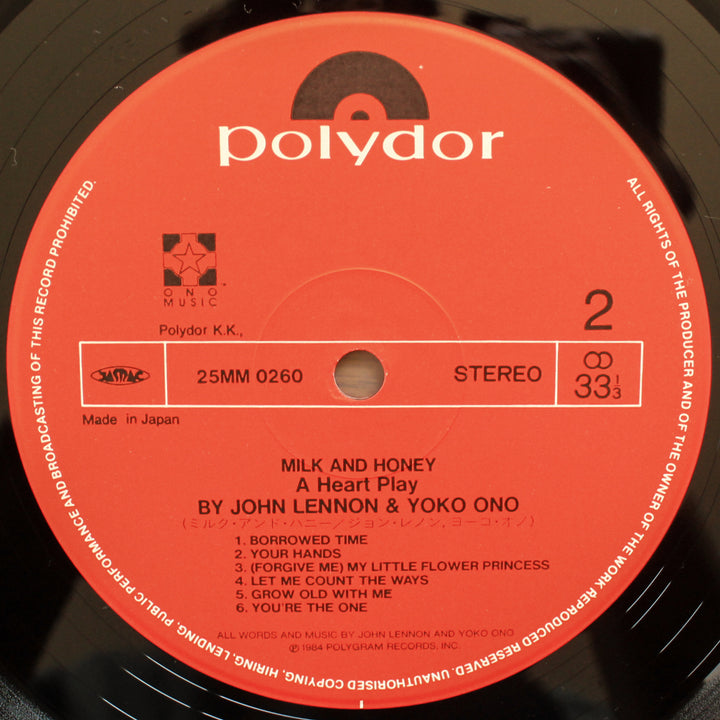 polydor
ONO
MUSIC
Polydor K.K.,
2
JASRAC
25MM 0260
STEREO
33 1/3
Made in Japan
MILK AND HONEY
A Heart Play
BY JOHN LENNON & YOKO ONO
(ミルク・アンド・ハニー/ジョン・レノン、ヨーコ・オノ)
1. BORROWED TIME
2. YOUR HANDS
3. (FORGIVE ME) MY LITTLE FLOWER PRINCESS
4. LET ME COUNT THE WAYS
5. GROW OLD WITH ME
6. YOU'RE THE ONE
ALL WORDS AND MUSIC BY JOHN LENNON AND YOKO ONO
Ⓟ 1984 POLYGRAM RECORDS, INC.
ALL RIGHTS OF THE PRODUCER AND OF THE OWNER OF THE WORK REPRODUCED RESERVED. UNAUTHORISED COPYING, HIRING, LENDING, PUBLIC PERFORMANCE AND BROADCASTING OF THIS RECORD PROHIBITED.